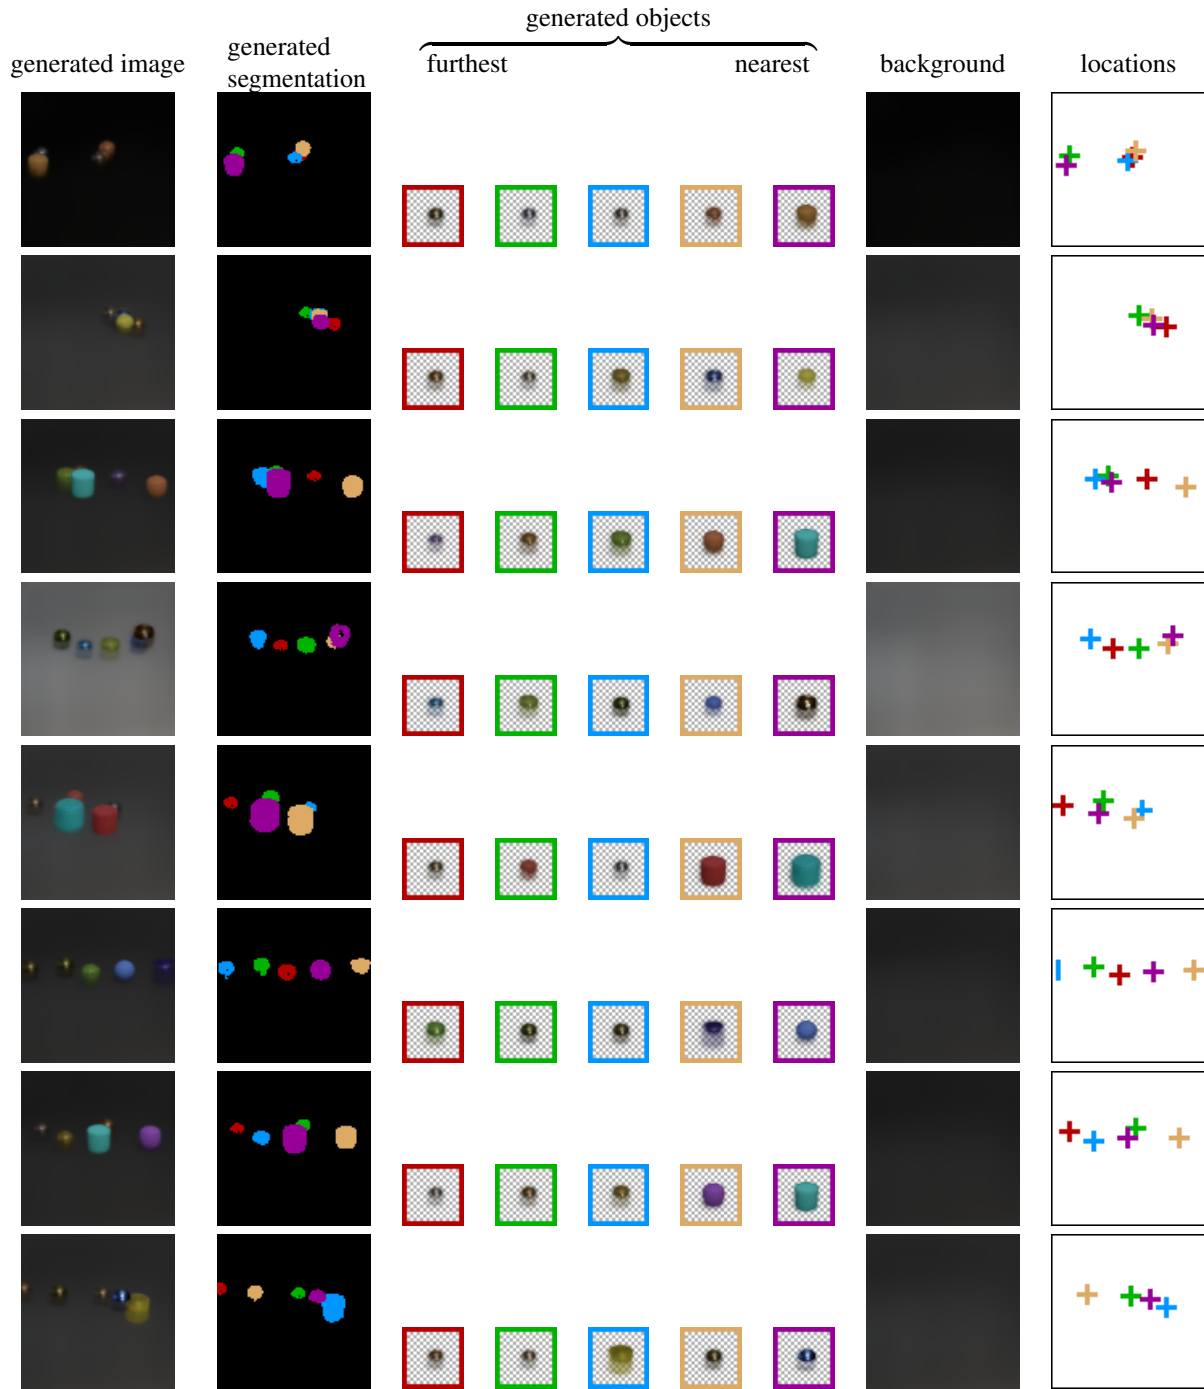 generated objects
generated image
generated
segmentation
furthest
nearest
background
locations